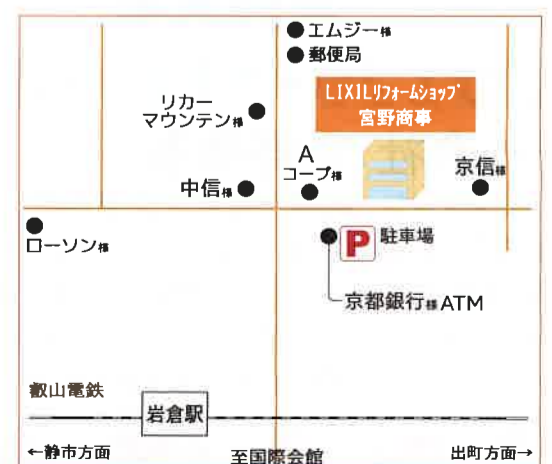 エムジー様
郵便局
LIXILリフォームショップ
宮野商事
リカー
マウンテン様
A
コープ様
京信様
中信様
ローソン様
P 駐車場
京都銀行様ATM
叡山電鉄
岩倉駅
←静市方面
至国際会館
出町方面→